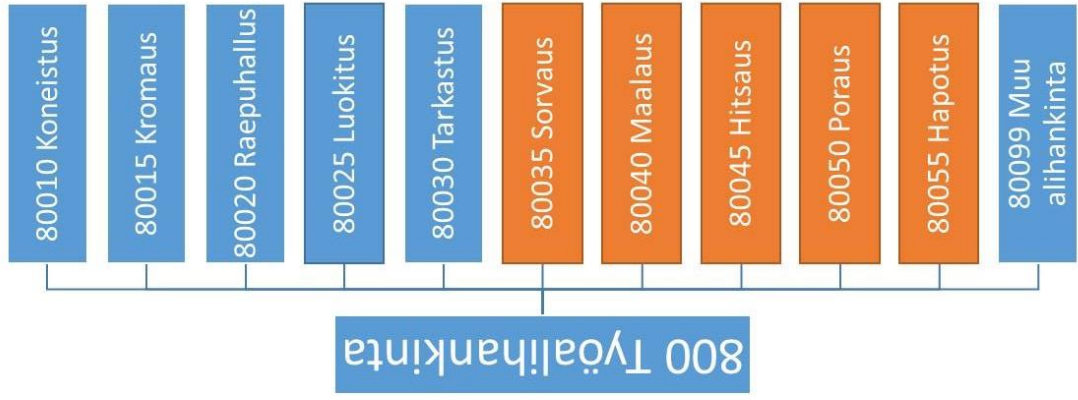 800 Työalihankinta
80010 Koneistus
80015 Kromaus
80020 Raepuhallus
80025 Luokitus
80030 Tarkastus
80035 Sorvaus
80040 Maalaus
80045 Hitsaus
80050 Poraus
80055 Hapotus
80099 Muu
alihankinta